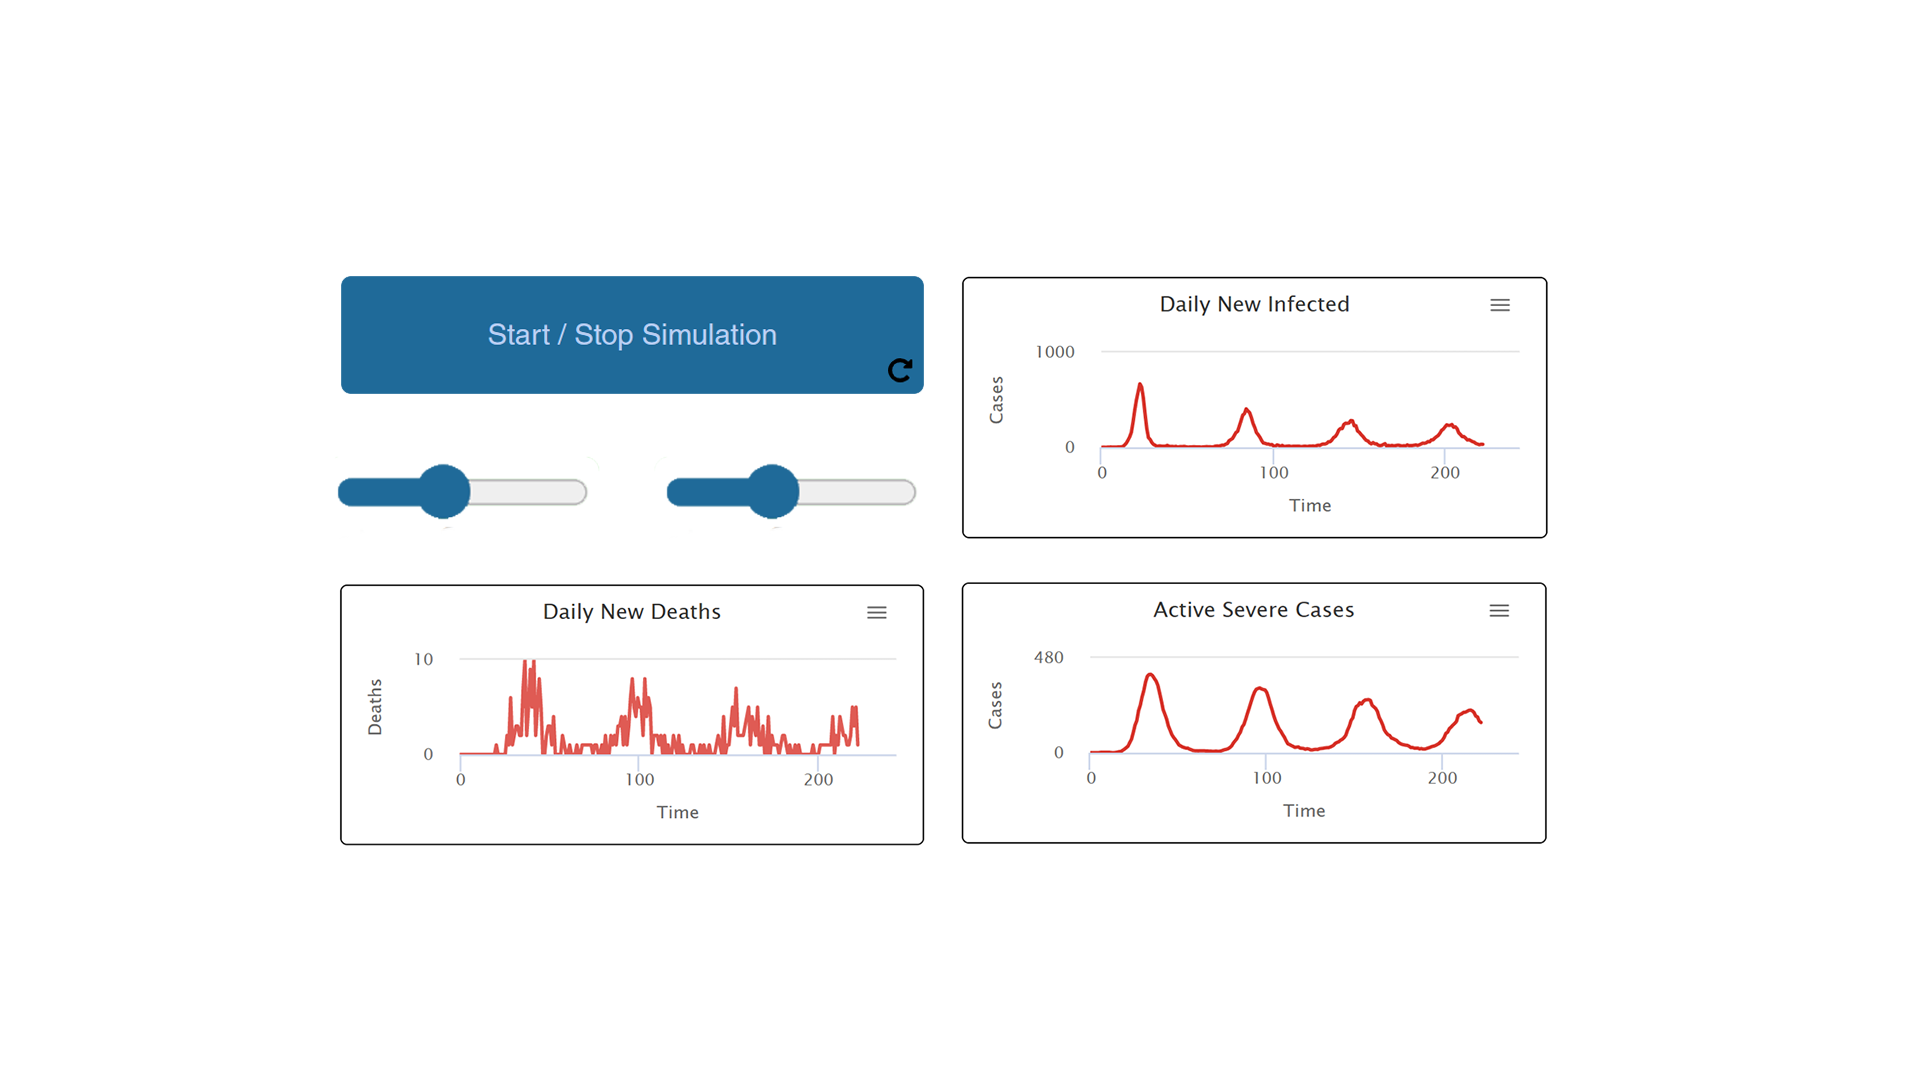 Start / Stop Simulation
Daily New Infected
1000
Cases
0
0 100 200
Time
Daily New Deaths
10
Deaths
0
0 100 200
Time
Active Severe Cases
480
Cases
0
0 100 200
Time